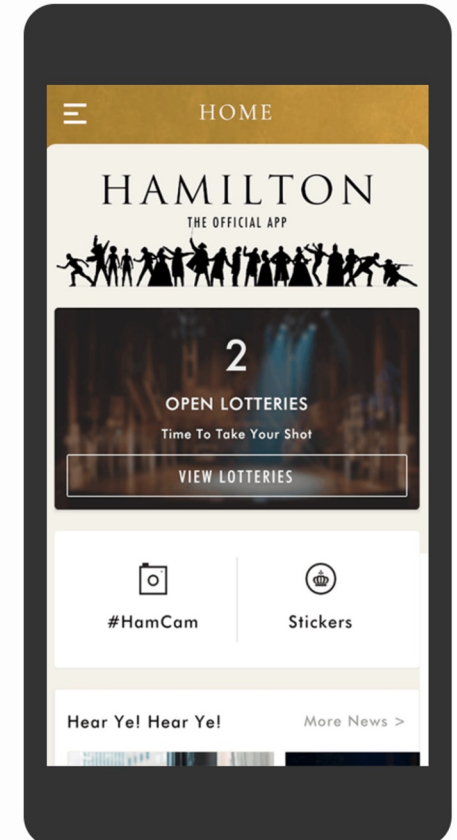 HOME
HAMILTON
THE OFFICIAL APP
2
OPEN LOTTERIES
Time To Take Your Shot
VIEW LOTTERIES
#HamCam
Stickers
Hear Ye! Hear Ye!
More News >